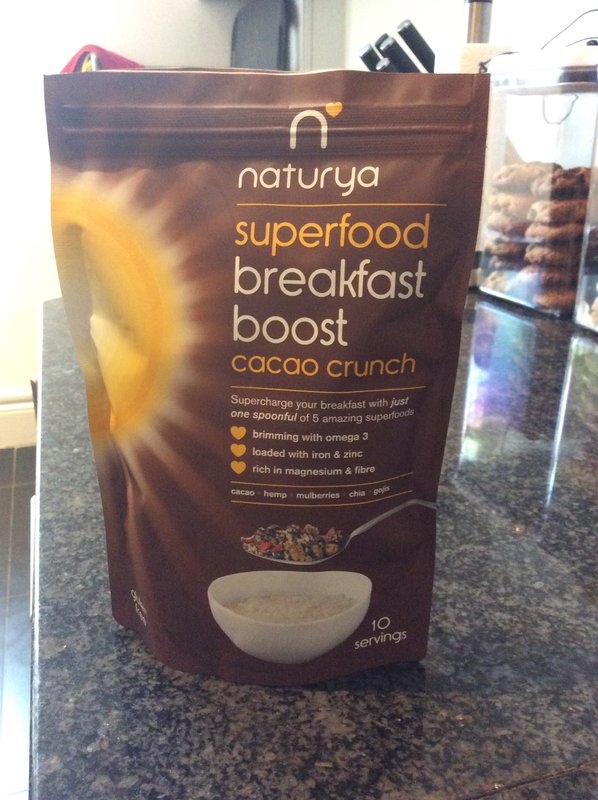 n
naturya
superfood
breakfast
boost
cacao crunch
Supercharge your breakfast with just
one spoonful of 5 amazing superfoods
brimming with omega 3
loaded with iron & zinc
rich in magnesium & fibre
cacao hemp mulberries chia gojis
10
servings